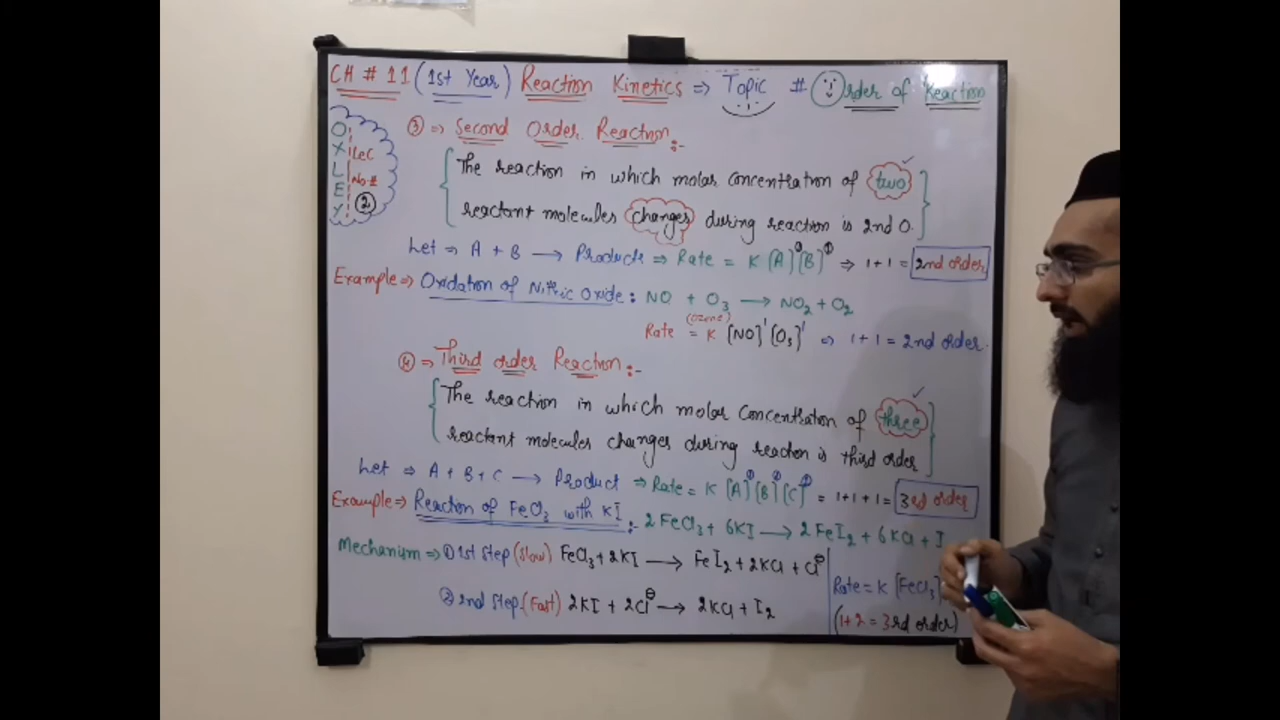 CH # 11 (1st Year) Reaction Kinetics => Topic # Order of Reaction
OXLEY
Lec
No #
2
③ => Second Order Reaction:-
The reaction in which molar concentration of two
reactant molecules changes during reaction is 2nd O.
Let => A + B → Product => Rate = K [A]¹[B]¹ => 1+1 = 2nd order
Example => Oxidation of Nitric Oxide: NO + O₃ → NO₂ + O₂
(ozone)
Rate = K [NO]¹[O₃]¹ => 1+1 = 2nd order.
④ => Third order Reaction:-
The reaction in which molar concentration of three
reactant molecules changes during reacton is third order
Let => A + B + C → Product => Rate = K [A]¹[B]¹[C]¹ = 1+1+1 = 3rd order
Example => Reaction of FeCl₃ with KI:- 2FeCl₃ + 6KI → 2FeI₂ + 6KCl + I
Mechanism => ① 1st step (Slow) FeCl₃ + 2KI → FeI₂ + 2KCl + Cl⊖
② 2nd Step (Fast) 2KI + 2Cl⊖ → 2KCl + I₂
Rate = K [FeCl₃]
(1+2 = 3rd order)